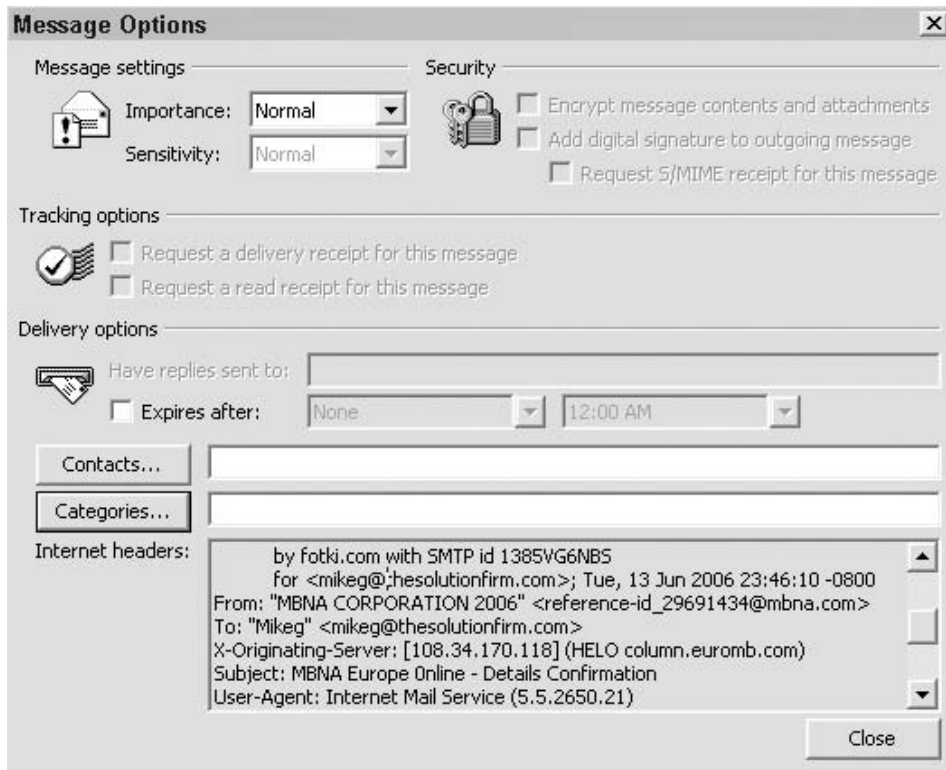 Message Options
Message settings
Security
Importance: Normal
Sensitivity: Normal
Encrypt message contents and attachments
Add digital signature to outgoing message
Request S/MIME receipt for this message
Tracking options
Request a delivery receipt for this message
Request a read receipt for this message
Delivery options
Have replies sent to:
Expires after: None 12:00 AM
Contacts...
Categories...
Internet headers:
by fotki.com with SMTP id 1385VG6NBS
for <mikeg@thesolutionfirm.com>; Tue, 13 Jun 2006 23:46:10 -0800
From: "MBNA CORPORATION 2006" <reference-id_29691434@mbna.com>
To: "Mikeg" <mikeg@thesolutionfirm.com>
X-Originating-Server: [108.34.170.118] (HELO column.euromb.com)
Subject: MBNA Europe 0nline - Details Confirmation
User-Agent: Internet Mail Service (5.5.2650.21)
Close